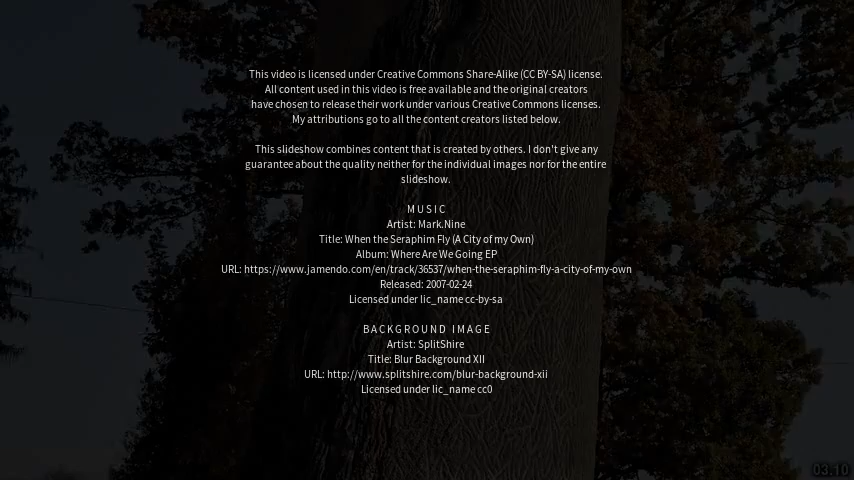 This video is licensed under Creative Commons Share-Alike (CC BY-SA) license.
All content used in this video is free available and the original creators
have chosen to release their work under various Creative Commons licenses.
My attributions go to all the content creators listed below.
This slideshow combines content that is created by others. I don't give any
guarantee about the quality neither for the individual images nor for the entire
slideshow.
MUSIC
Artist: Mark.Nine
Title: When the Seraphim Fly (A City of my Own)
Album: Where Are We Going EP
URL: https://www.jamendo.com/en/track/36537/when-the-seraphim-fly-a-city-of-my-own
Released: 2007-02-24
Licensed under lic_name cc-by-sa
BACKGROUND IMAGE
Artist: SplitShire
Title: Blur Background XII
URL: http://www.splitshire.com/blur-background-xii
Licensed under lic_name cc0
03.10